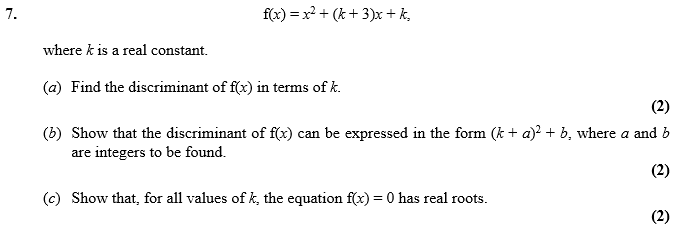 7. f(x) = x² + (k + 3)x + k,
where k is a real constant.
(a) Find the discriminant of f(x) in terms of k.
(2)
(b) Show that the discriminant of f(x) can be expressed in the form (k + a)² + b, where a and b
are integers to be found.
(2)
(c) Show that, for all values of k, the equation f(x) = 0 has real roots.
(2)